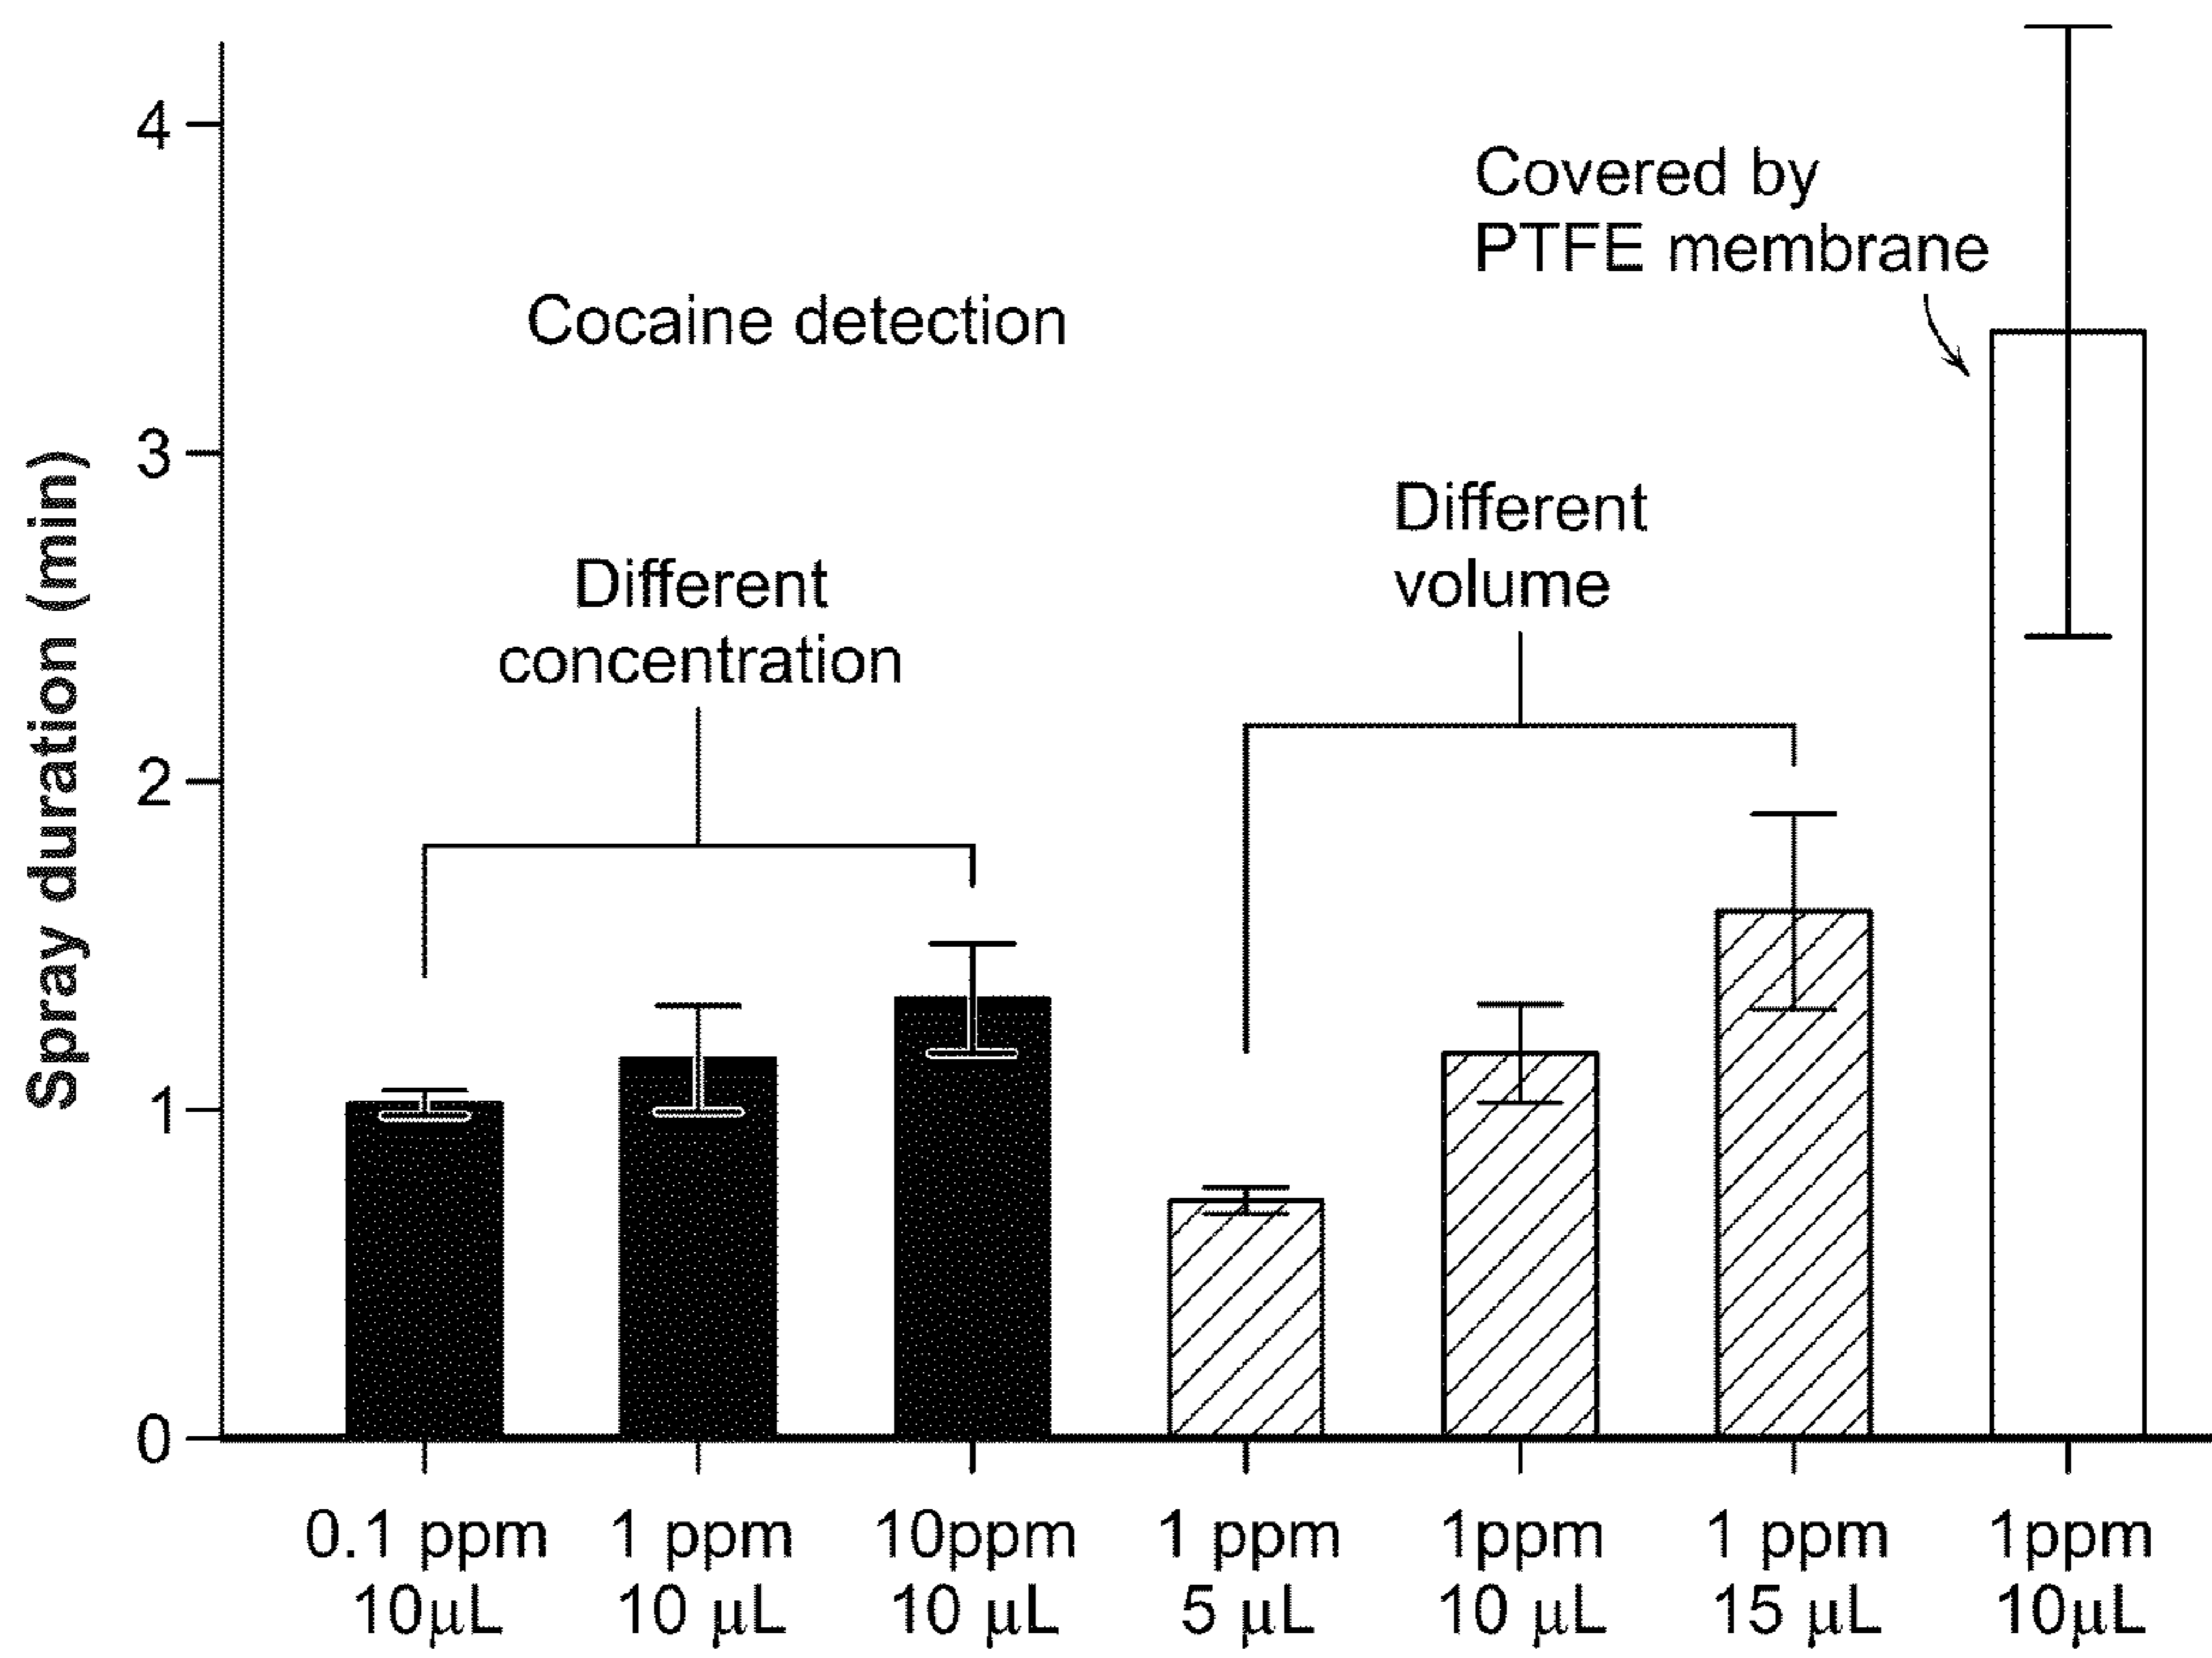 Spray duration (min)
4
3
2
1
0
Cocaine detection
Different
concentration
Different
volume
Covered by
PTFE membrane
0.1 ppm
10μL
1 ppm
10 μL
10ppm
10 μL
1 ppm
5 μL
1ppm
10 μL
1 ppm
15 μL
1ppm
10μL